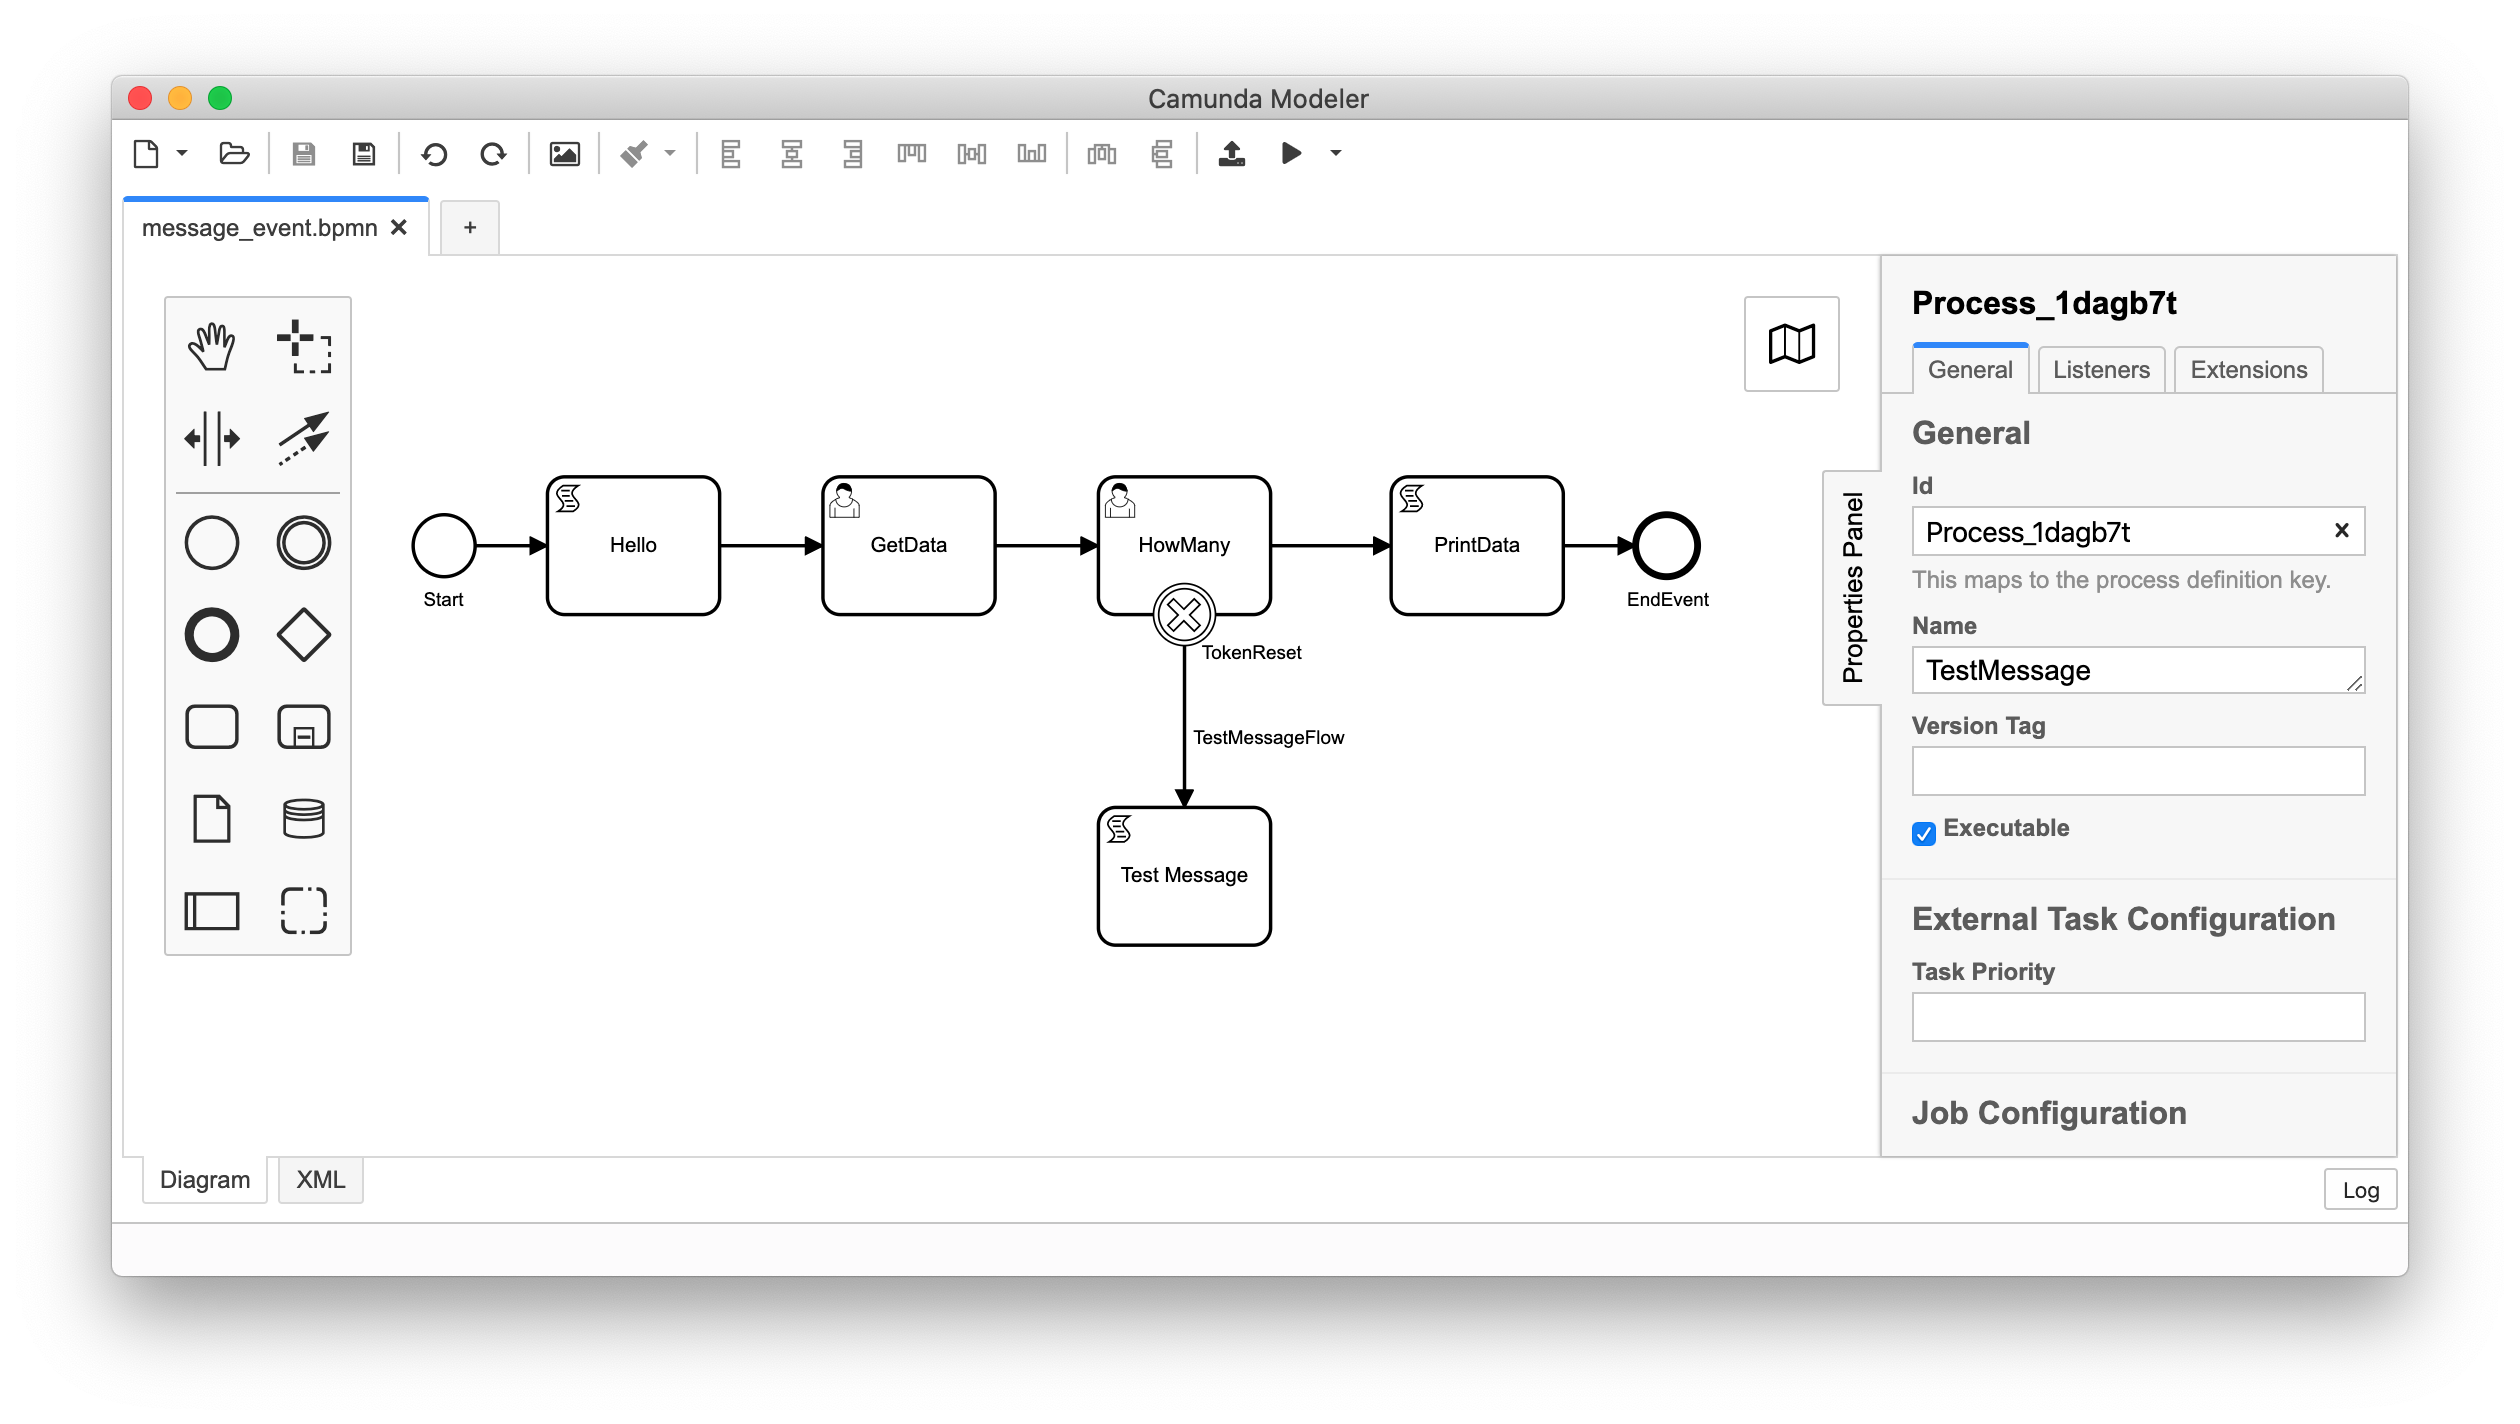 Camunda Modeler
message_event.bpmn
+
Process_1dagb7t
General Listeners Extensions
General
Id
Process_1dagb7t
This maps to the process definition key.
Name
TestMessage
Version Tag
Executable
External Task Configuration
Task Priority
Job Configuration
Properties Panel
Hello
GetData
HowMany
PrintData
Start
EndEvent
TokenReset
TestMessageFlow
Test Message
Diagram XML
Log